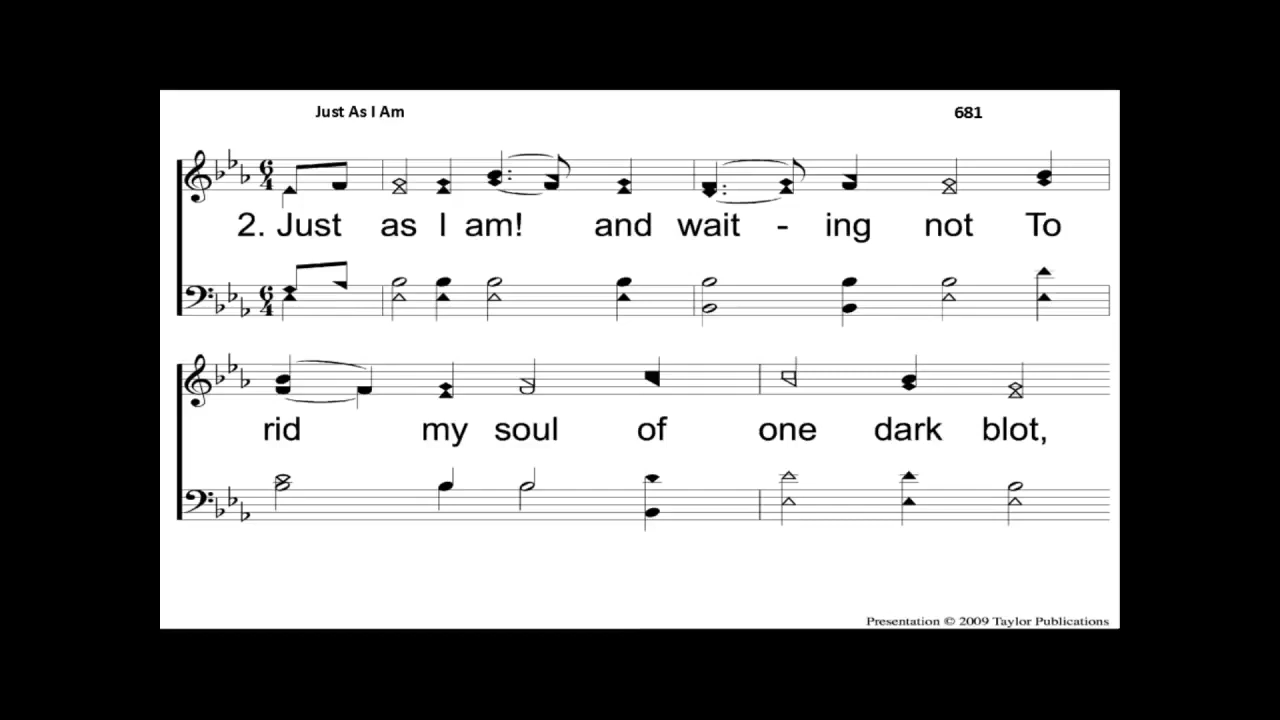 Just As I Am 681
2. Just as I am! and wait - ing not To
rid my soul of one dark blot,
Presentation © 2009 Taylor Publications